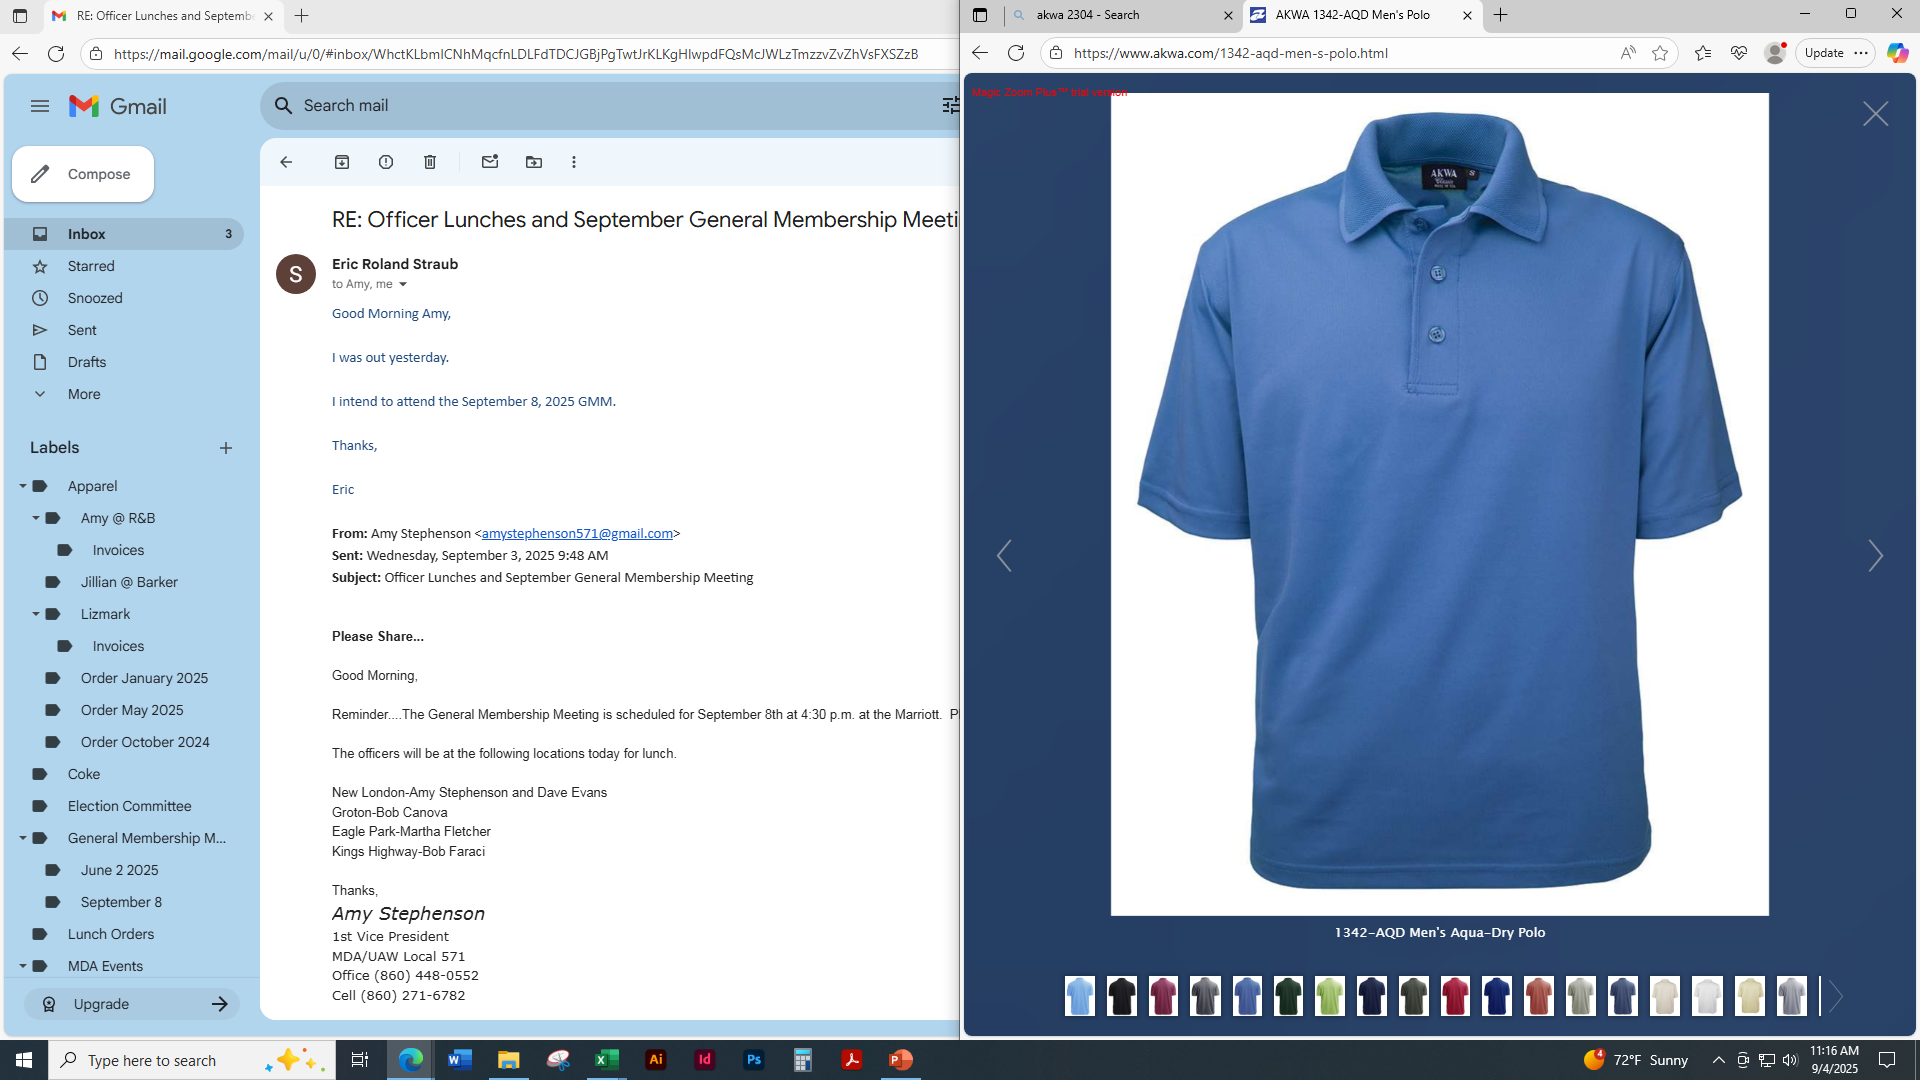 RE: Officer Lunches and Septembe
https://mail.google.com/mail/u/0/#inbox/WhctKLbmlCNhMqcfnLDLFdTDCJGBjPgTwtJrKLKgHlwpdFQsMcJWLzTmzzvZvZhVsFXSZzB
Gmail
Search mail
Compose
Inbox 3
Starred
Snoozed
Sent
Drafts
More
Labels
Apparel
Amy @ R&B
Invoices
Jillian @ Barker
Lizmark
Invoices
Order January 2025
Order May 2025
Order October 2024
Coke
Election Committee
General Membership M...
June 2 2025
September 8
Lunch Orders
MDA Events
Upgrade
RE: Officer Lunches and September General Membership Meeti
S
Eric Roland Straub
to Amy, me
Good Morning Amy,
I was out yesterday.
I intend to attend the September 8, 2025 GMM.
Thanks,
Eric
From: Amy Stephenson <amystephenson571@gmail.com>
Sent: Wednesday, September 3, 2025 9:48 AM
Subject: Officer Lunches and September General Membership Meeting
Please Share...
Good Morning,
Reminder....The General Membership Meeting is scheduled for September 8th at 4:30 p.m. at the Marriott. P
The officers will be at the following locations today for lunch.
New London-Amy Stephenson and Dave Evans
Groton-Bob Canova
Eagle Park-Martha Fletcher
Kings Highway-Bob Faraci
Thanks,
Amy Stephenson
1st Vice President
MDA/UAW Local 571
Office (860) 448-0552
Cell (860) 271-6782
akwa 2304 - Search
AKWA 1342-AQD Men's Polo
https://www.akwa.com/1342-aqd-men-s-polo.html
Update
Magic Zoom Plus™ trial version
AKWA
Classic
S
1342-AQD Men's Aqua-Dry Polo
Type here to search
Ai
Id
Ps
4
72°F Sunny
11:16 AM
9/4/2025